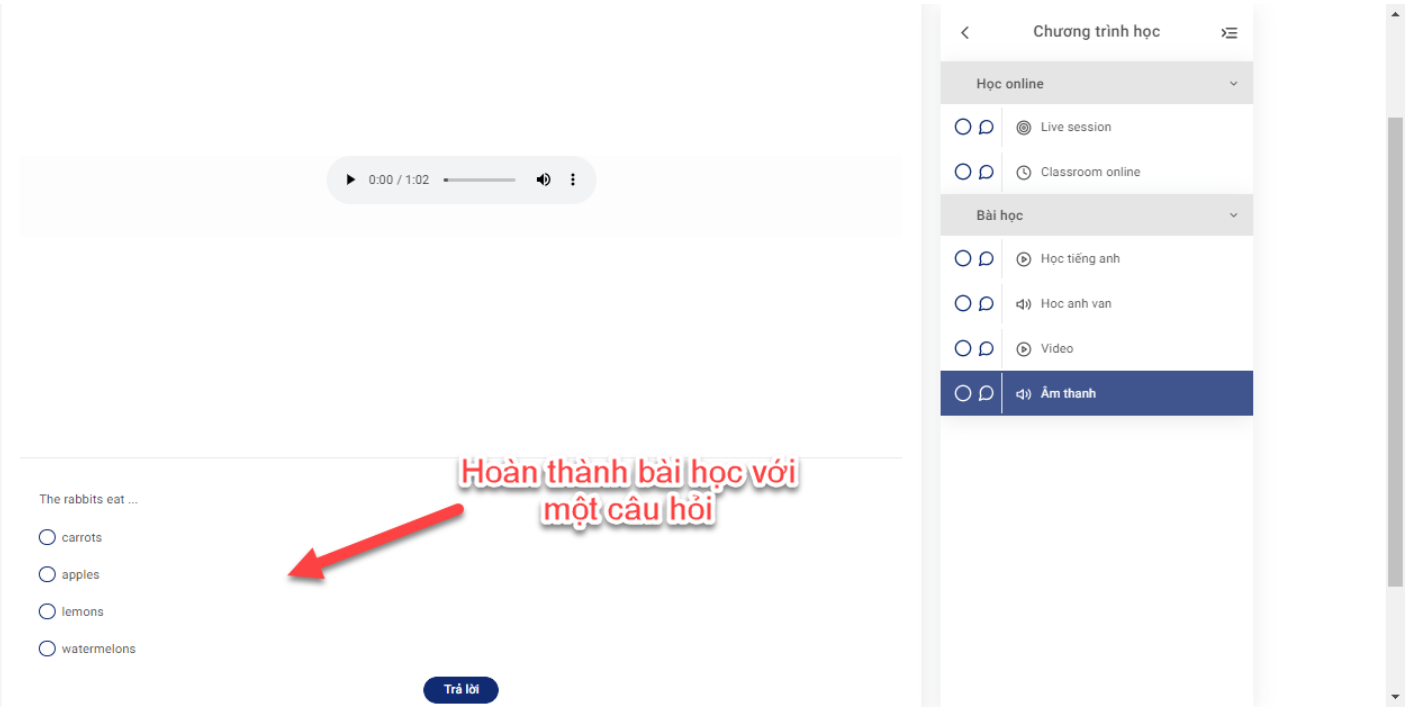 Chương trình học
Học online
Live session
Classroom online
Bài học
Học tiếng anh
Hoc anh van
Video
Âm thanh
0:00 / 1:02
Hoàn thành bài học với
một câu hỏi
The rabbits eat ...
carrots
apples
lemons
watermelons
Trả lời